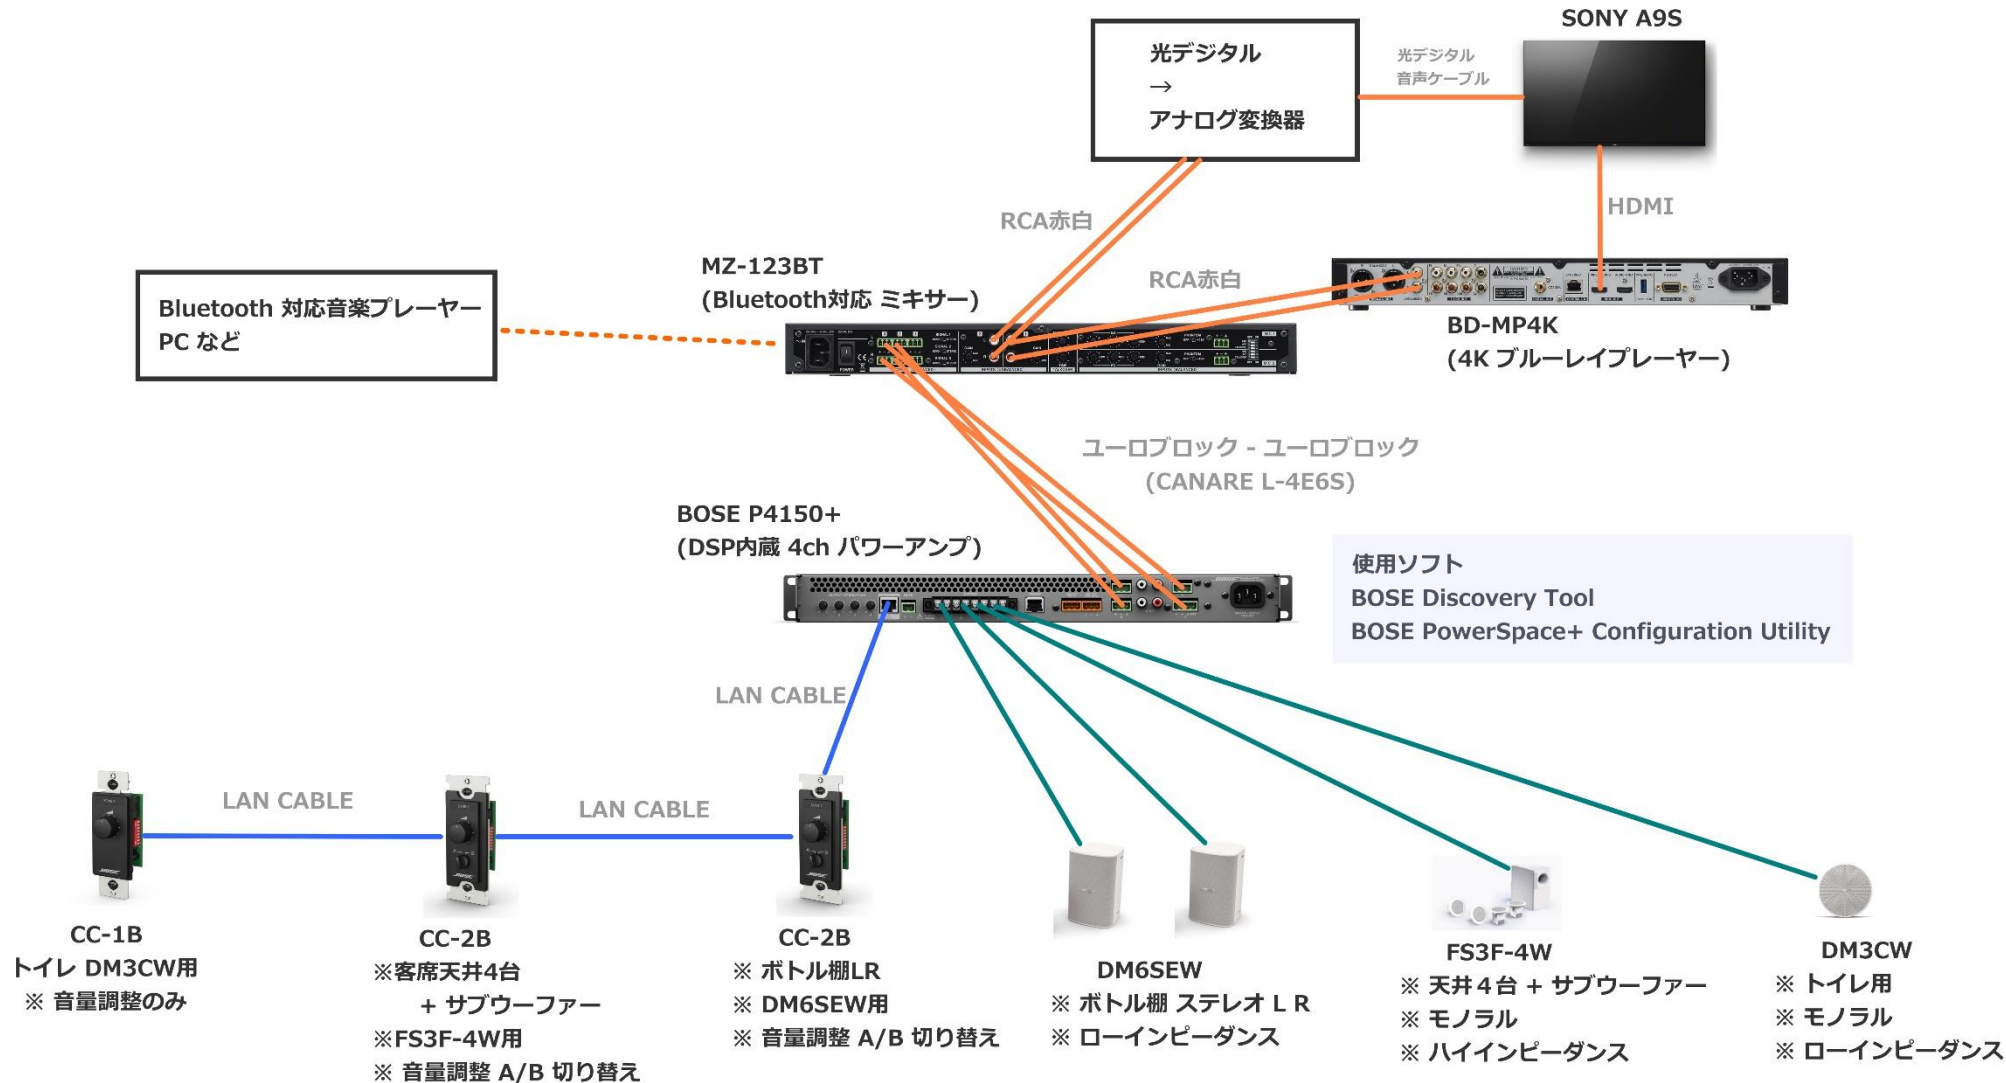 SONY A9S
光デジタル
→
アナログ変換器
光デジタル
音声ケーブル
RCA赤白
HDMI
MZ-123BT
(Bluetooth対応 ミキサー)
RCA赤白
Bluetooth 対応音楽プレーヤー
PC など
BD-MP4K
(4K ブルーレイプレーヤー)
ユーロブロック - ユーロブロック
(CANARE L-4E6S)
BOSE P4150+
(DSP内蔵 4ch パワーアンプ)
使用ソフト
BOSE Discovery Tool
BOSE PowerSpace+ Configuration Utility
LAN CABLE
LAN CABLE
LAN CABLE
CC-1B
トイレ DM3CW用
※ 音量調整のみ
CC-2B
※客席天井4台
+ サブウーファー
※FS3F-4W用
※ 音量調整 A/B 切り替え
CC-2B
※ ボトル棚LR
※ DM6SEW用
※ 音量調整 A/B 切り替え
DM6SEW
※ ボトル棚 ステレオ L R
※ ローインピーダンス
FS3F-4W
※ 天井４台 + サブウーファー
※ モノラル
※ ハイインピーダンス
DM3CW
※ トイレ用
※ モノラル
※ ローインピーダンス